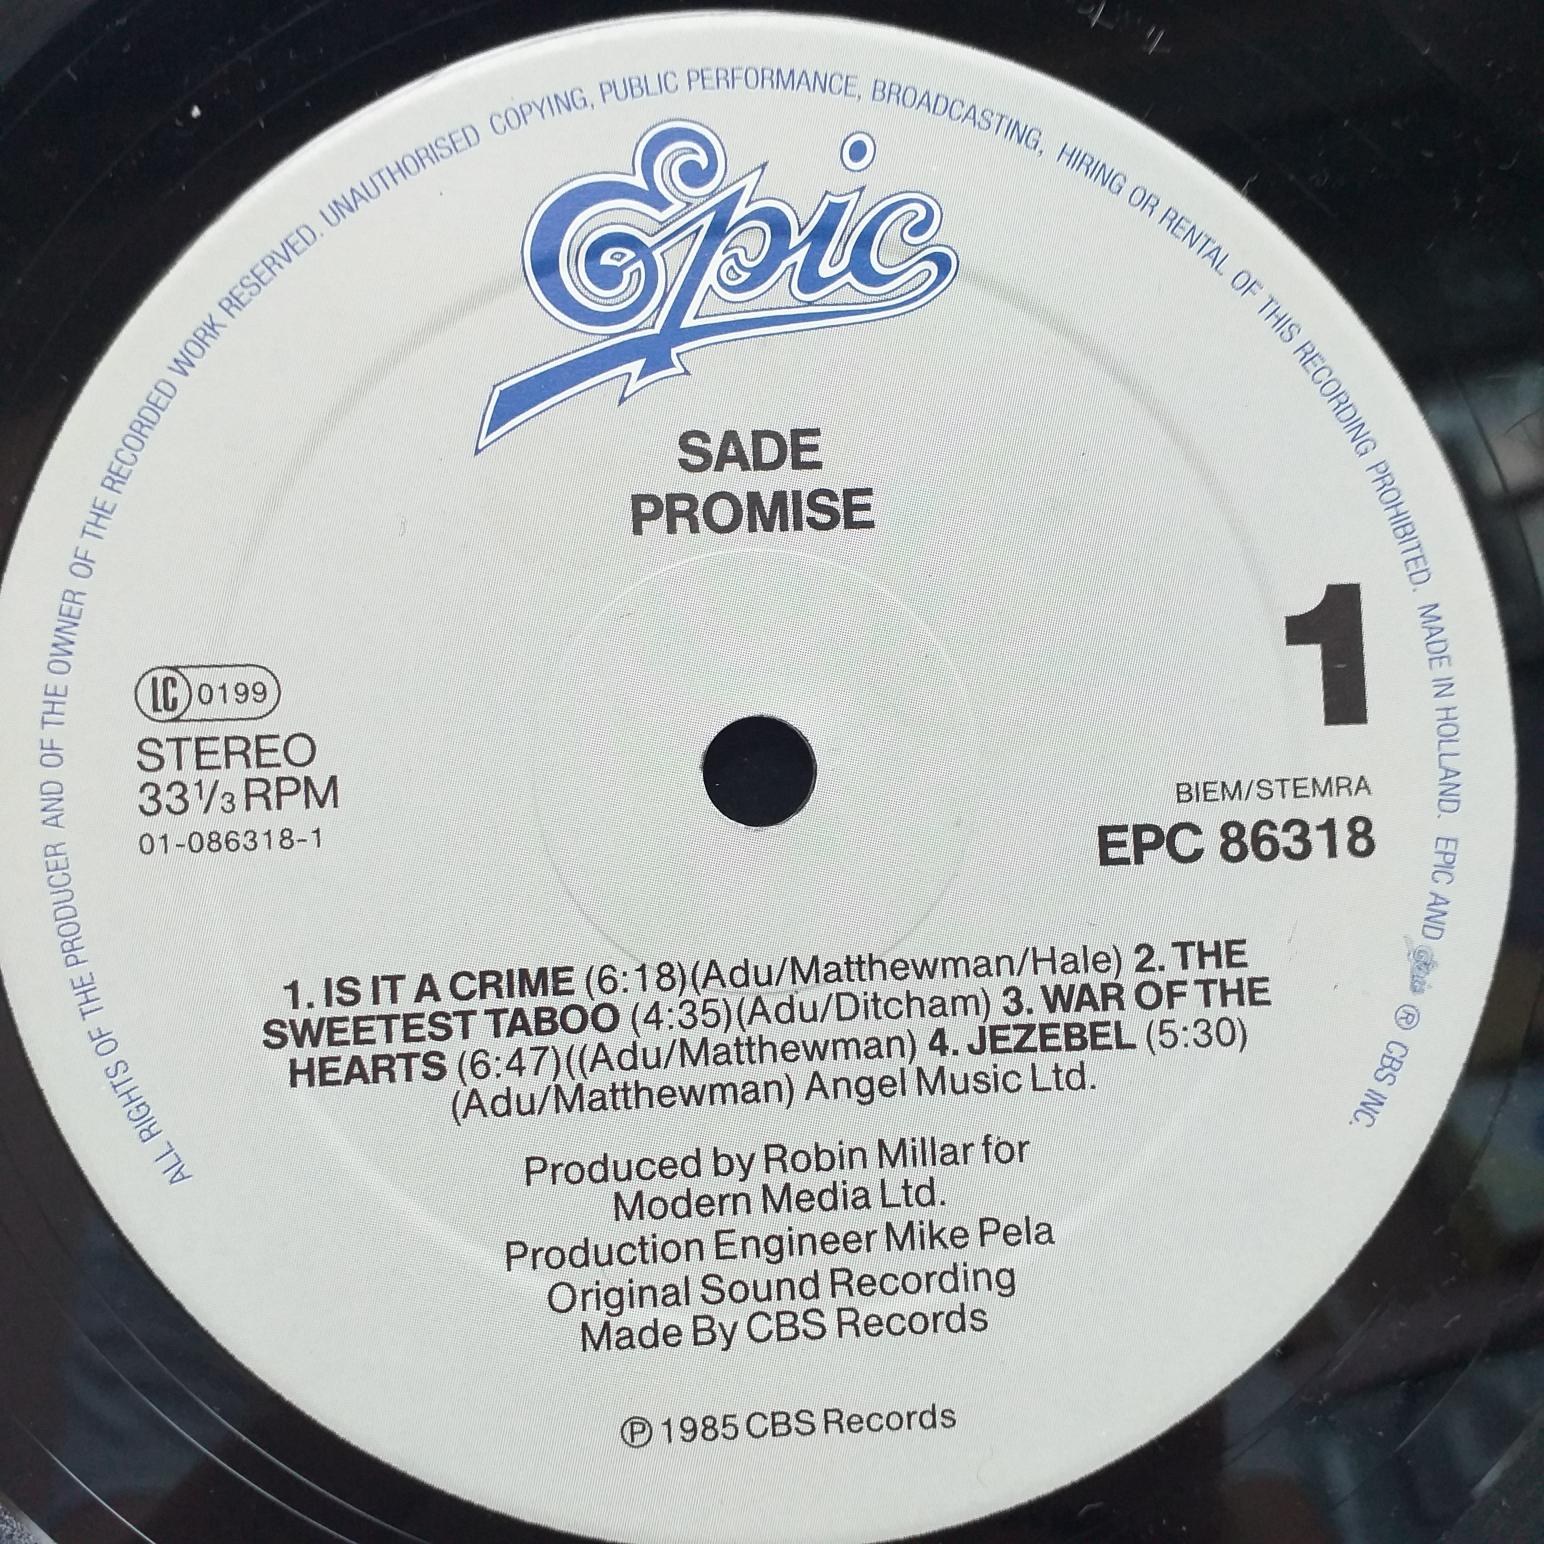 ALL RIGHTS OF THE PRODUCER AND OF THE OWNER OF THE RECORDED WORK RESERVED. UNAUTHORISED COPYING, PUBLIC PERFORMANCE, BROADCASTING, HIRING OR RENTAL OF THIS RECORDING PROHIBITED. MADE IN HOLLAND. EPIC AND Epic ® CBS INC.
Epic
SADE
PROMISE
1
LC 0199
STEREO
33 1/3 RPM
01-086318-1
BIEM/STEMRA
EPC 86318
1. IS IT A CRIME (6:18)(Adu/Matthewman/Hale) 2. THE
SWEETEST TABOO (4:35)(Adu/Ditcham) 3. WAR OF THE
HEARTS (6:47)((Adu/Matthewman) 4. JEZEBEL (5:30)
(Adu/Matthewman) Angel Music Ltd.
Produced by Robin Millar for
Modern Media Ltd.
Production Engineer Mike Pela
Original Sound Recording
Made By CBS Records
℗ 1985 CBS Records